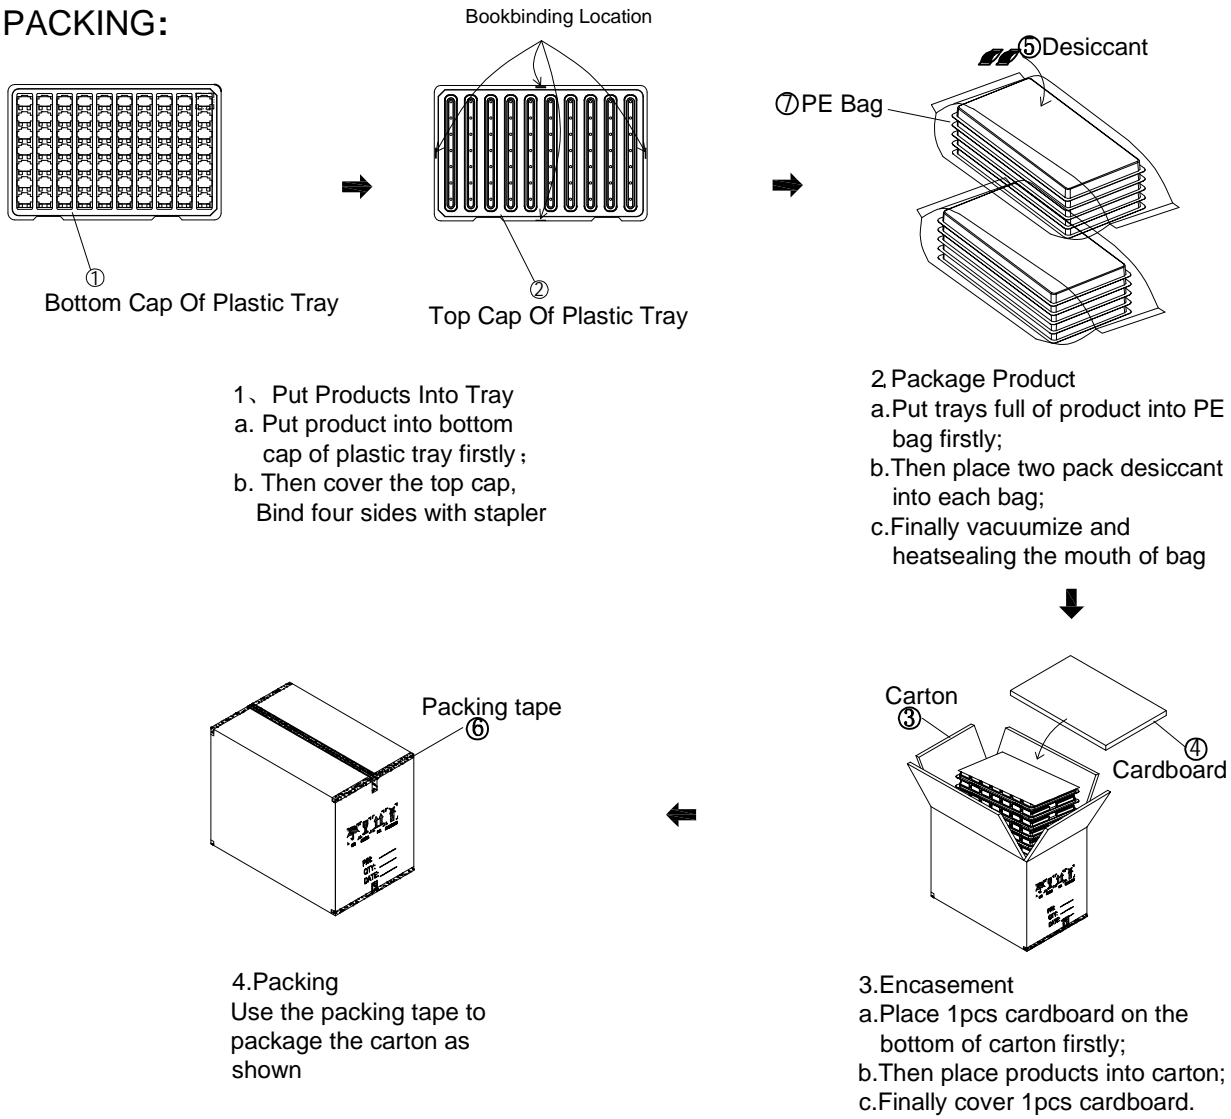 PACKING:
Bookbinding Location
⑤Desiccant
⑦PE Bag
①
Bottom Cap Of Plastic Tray
②
Top Cap Of Plastic Tray
1、Put Products Into Tray
a. Put product into bottom
cap of plastic tray firstly；
b. Then cover the top cap,
Bind four sides with stapler
2,Package Product
a.Put trays full of product into PE
bag firstly;
b.Then place two pack desiccant
into each bag;
c.Finally vacuumize and
heatsealing the mouth of bag
Carton
③
④
Cardboard
P/N:
QTY:
DATE:
3.Encasement
a.Place 1pcs cardboard on the
bottom of carton firstly;
b.Then place products into carton;
c.Finally cover 1pcs cardboard.
Packing tape
⑥
P/N:
QTY:
DATE:
4.Packing
Use the packing tape to
package the carton as
shown